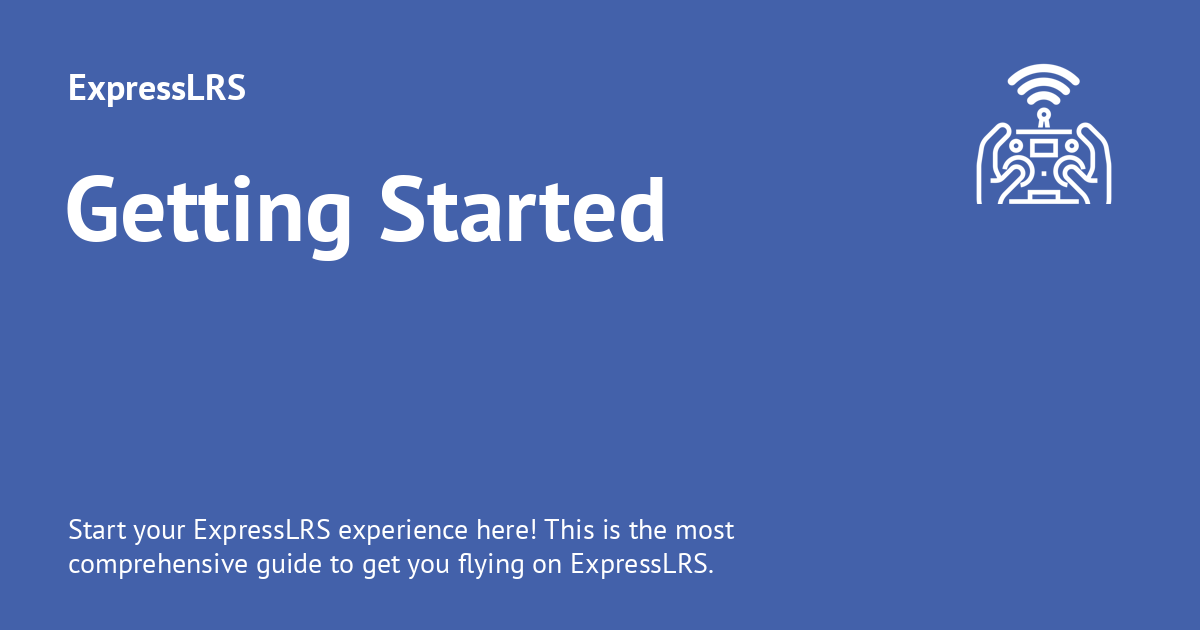 ExpressLRS
Getting Started
Start your ExpressLRS experience here! This is the most
comprehensive guide to get you flying on ExpressLRS.